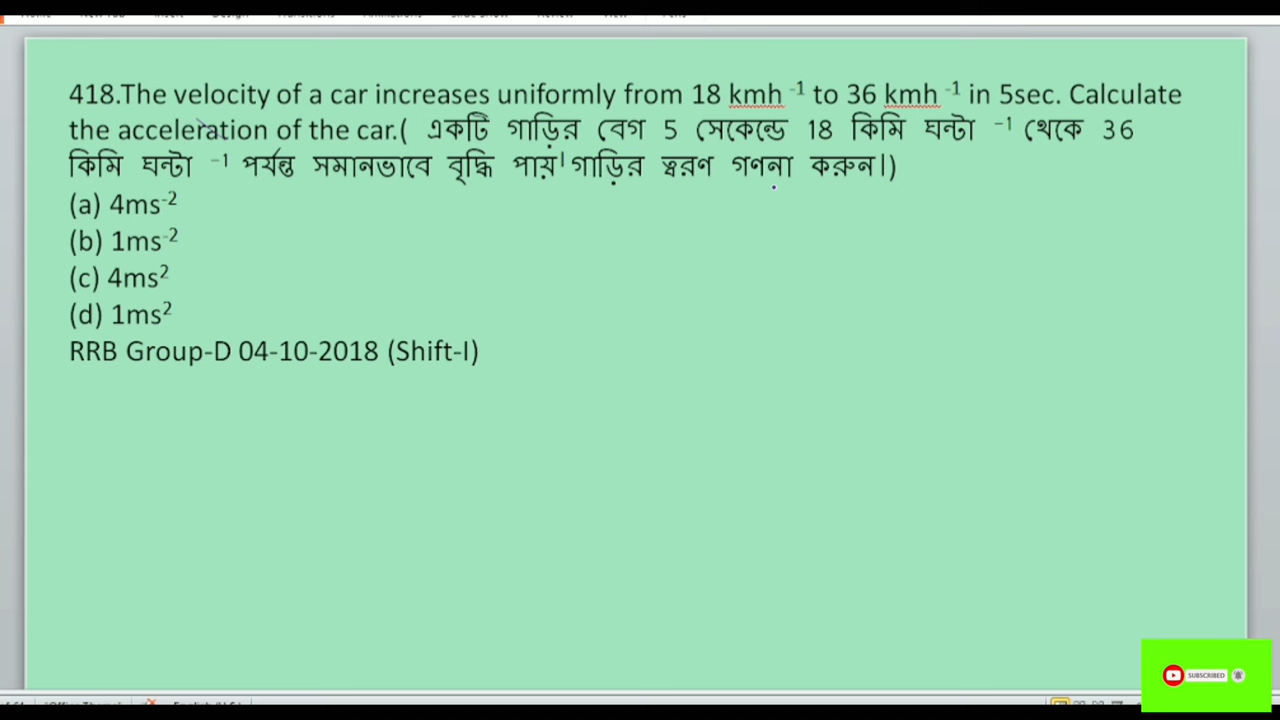 418.The velocity of a car increases uniformly from 18 kmh ⁻¹ to 36 kmh ⁻¹ in 5sec. Calculate
the acceleration of the car.( একটি গাড়ির বেগ 5 সেকেন্ডে 18 কিমি ঘন্টা ⁻¹ থেকে 36
কিমি ঘন্টা ⁻¹ পর্যন্ত সমানভাবে বৃদ্ধি পায়। গাড়ির ত্বরণ গণনা করুন।)
(a) 4ms⁻²
(b) 1ms⁻²
(c) 4ms²
(d) 1ms²
RRB Group-D 04-10-2018 (Shift-I)
SUBSCRIBED